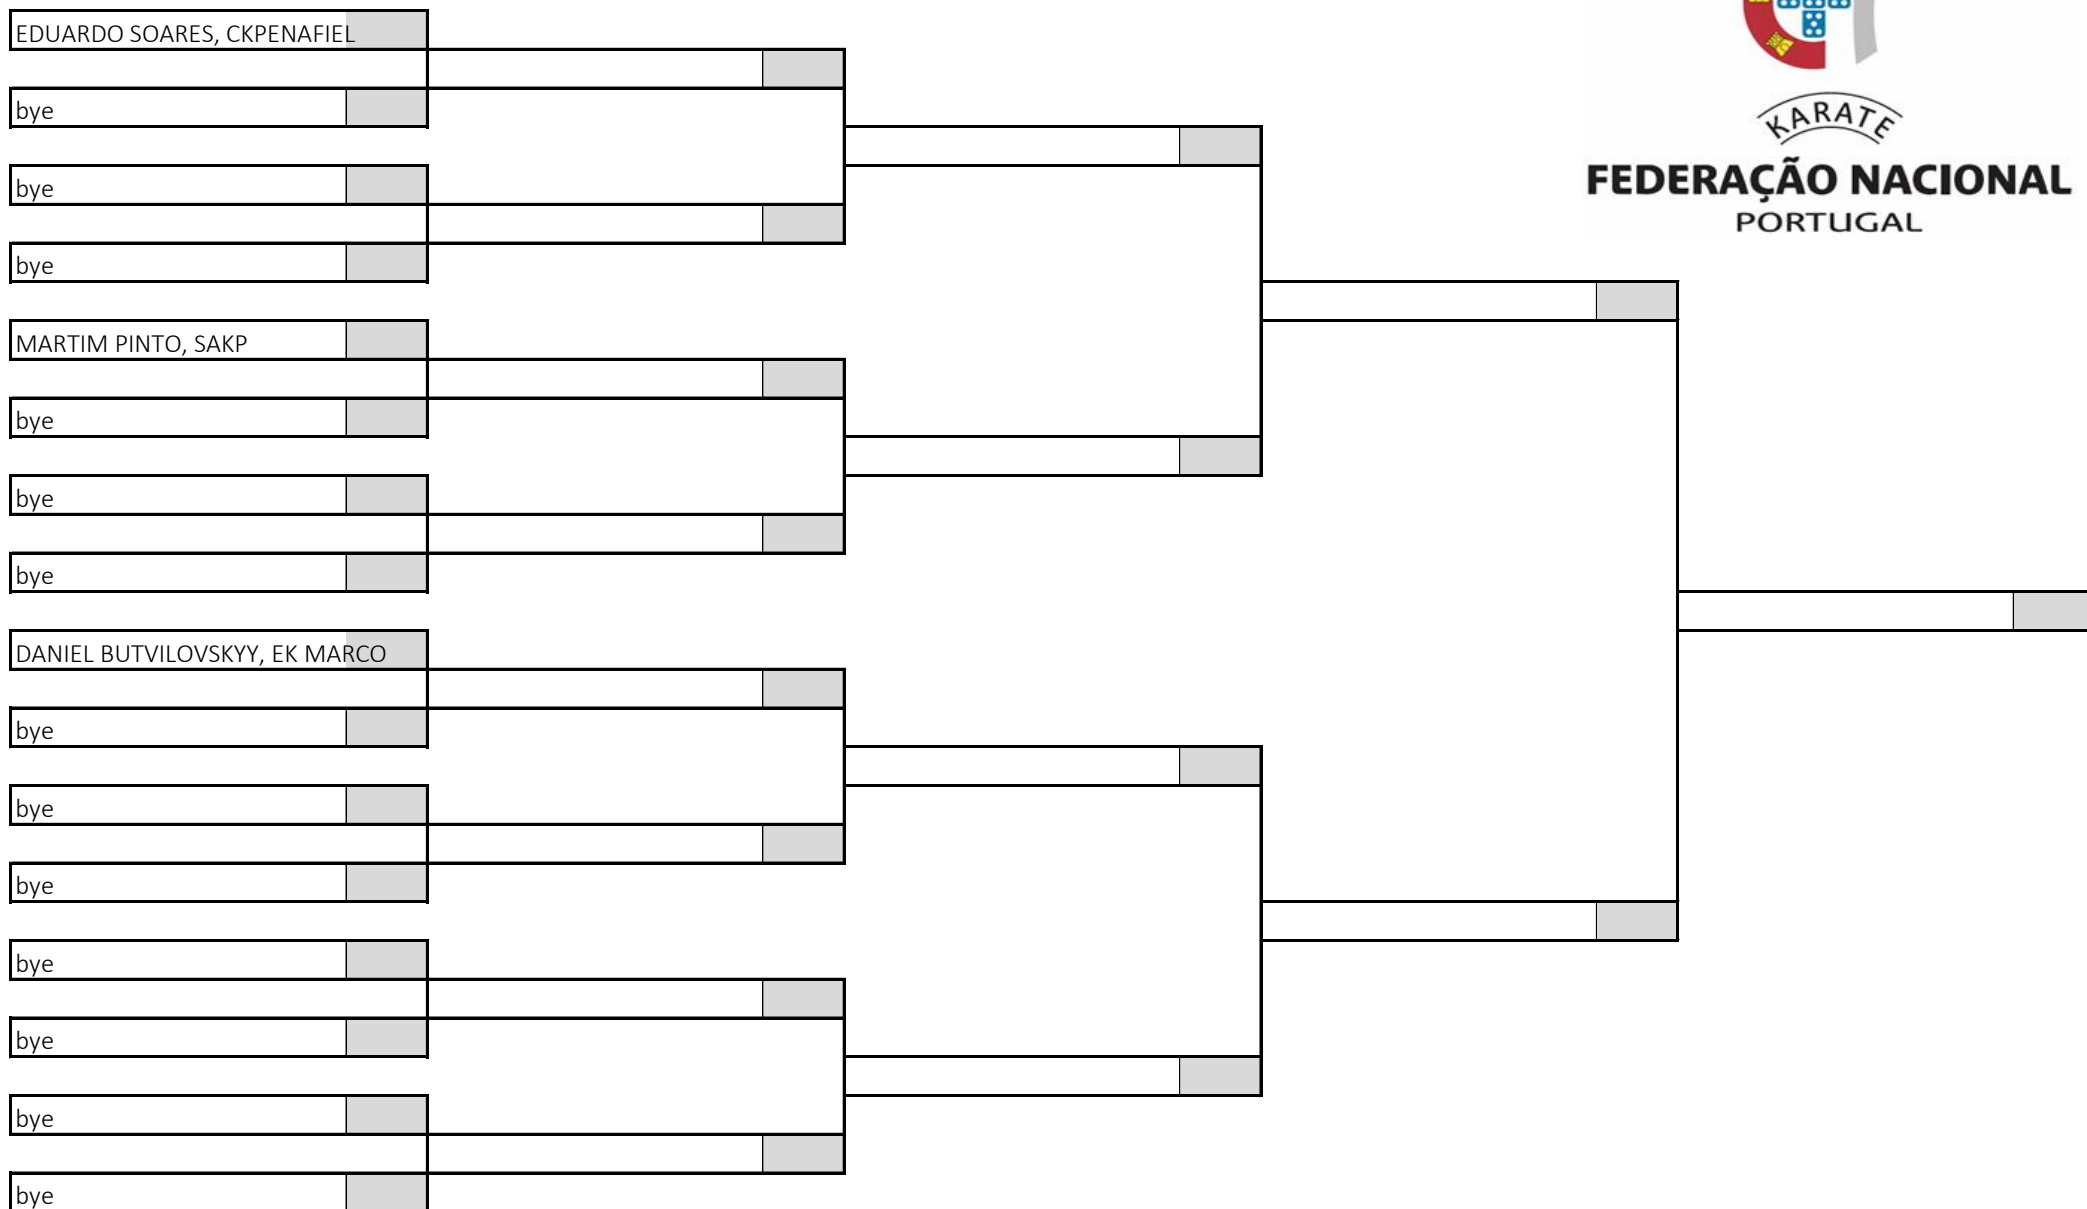 EDUARDO SOARES, CKPENAFIEL
bye
KARATE
FEDERAÇÃO NACIONAL
PORTUGAL
bye
bye
MARTIM PINTO, SAKP
bye
bye
bye
DANIEL BUTVILOVSKYY, EK MARCO
bye
bye
bye
bye
bye
bye
bye